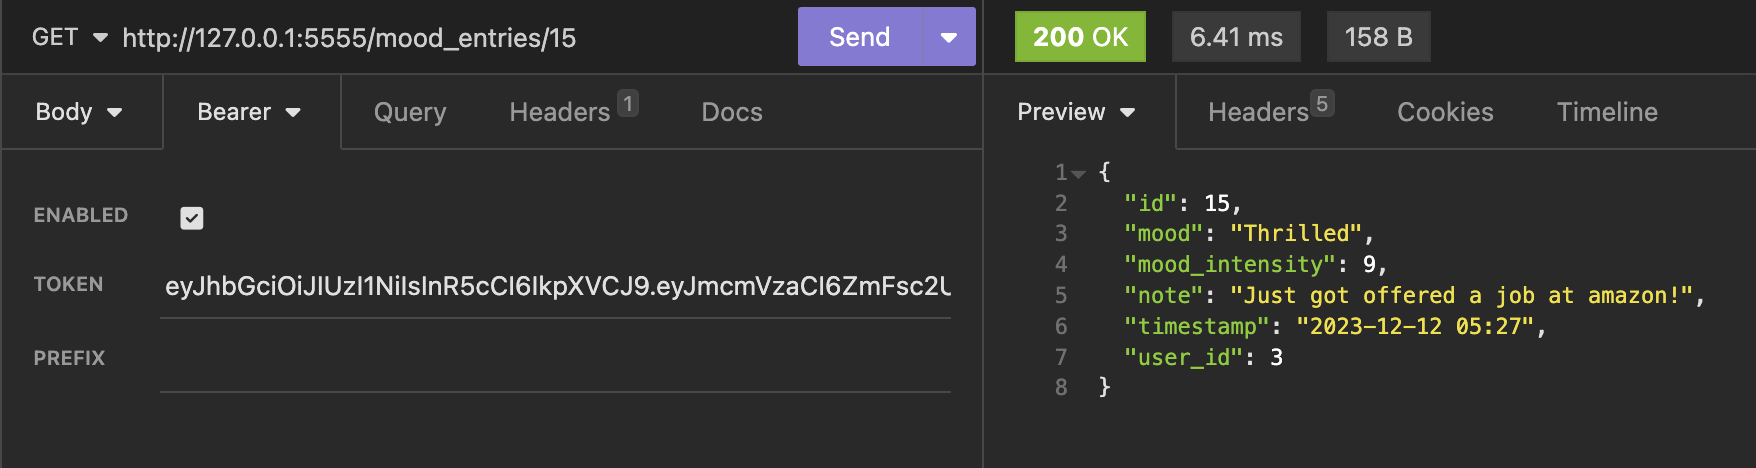 GET http://127.0.0.1:5555/mood_entries/15 Send
200 OK 6.41 ms 158 B
Body Bearer Query Headers 1 Docs
Preview Headers 5 Cookies Timeline
ENABLED
TOKEN eyJhbGciOiJIUzI1NiIsInR5cCI6IkpXVCJ9.eyJmcmVzaCI6ZmFsc2U
PREFIX
1 {
2 "id": 15,
3 "mood": "Thrilled",
4 "mood_intensity": 9,
5 "note": "Just got offered a job at amazon!",
6 "timestamp": "2023-12-12 05:27",
7 "user_id": 3
8 }